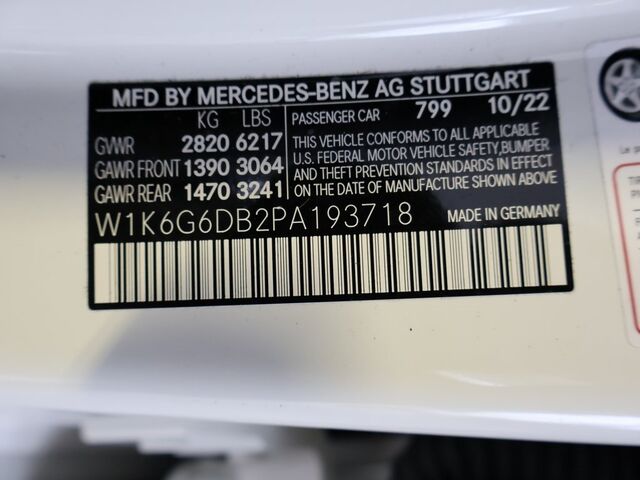 MFD BY MERCEDES-BENZ AG STUTTGART
KG LBS
GVWR 2820 6217
GAWR FRONT 1390 3064
GAWR REAR 1470 3241
PASSENGER CAR 799 10/22
THIS VEHICLE CONFORMS TO ALL APPLICABLE
U.S. FEDERAL MOTOR VEHICLE SAFETY,BUMPER
AND THEFT PREVENTION STANDARDS IN EFFECT
ON THE DATE OF MANUFACTURE SHOWN ABOVE.
W1K6G6DB2PA193718
MADE IN GERMANY